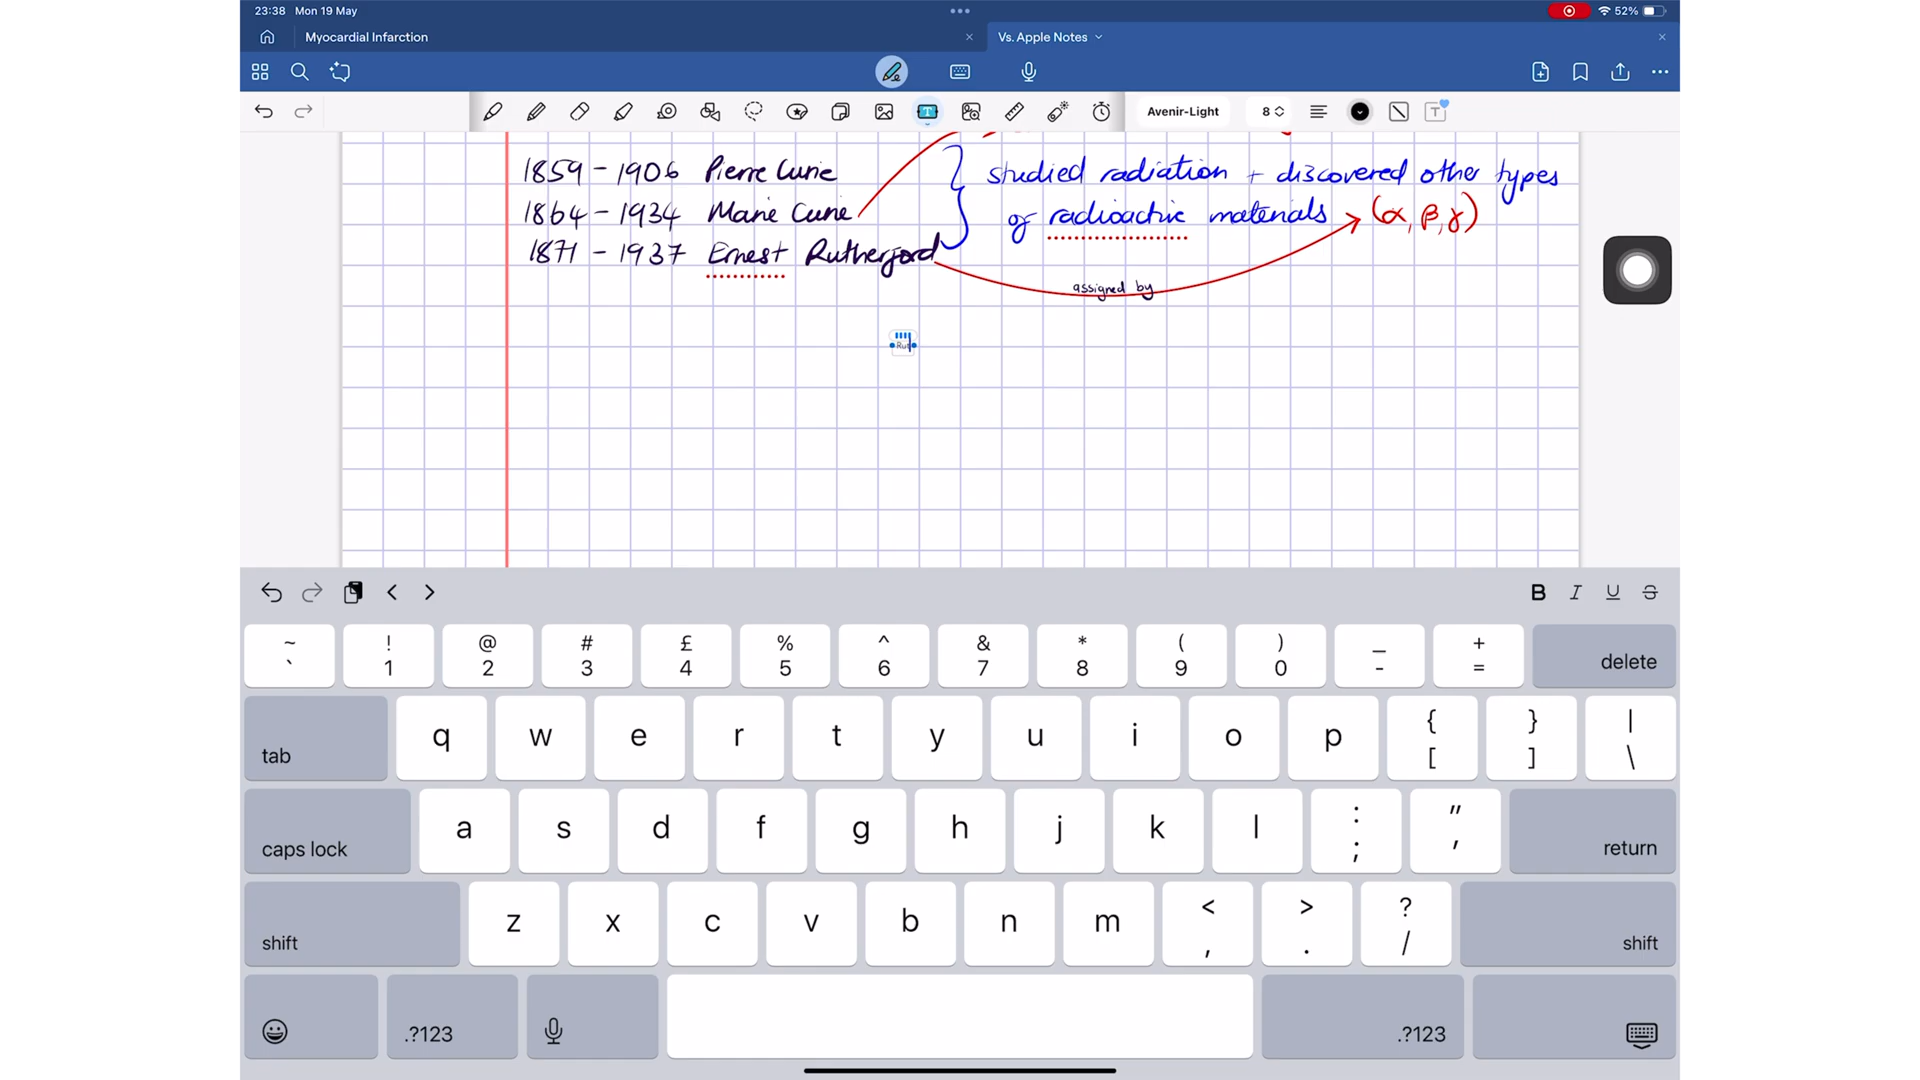 23:38 Mon 19 May
52%
Myocardial Infarction
Vs. Apple Notes
Avenir-Light
8
T
1859 - 1906 Pierre Curie
1864 - 1934 Marie Curie
1871 - 1937 Ernest Rutherford
studied radiation + discovered other types
of radioactive materials
(α, β, γ)
assigned by
Rut
B I U S
~ ! @ # £ % ^ & * ( ) _ +
` 1 2 3 4 5 6 7 8 9 0 - = delete
tab q w e r t y u i o p { [ } ] | \
caps lock a s d f g h j k l : ; " ' return
shift z x c v b n m < , > . ? / shift
.?123 .?123